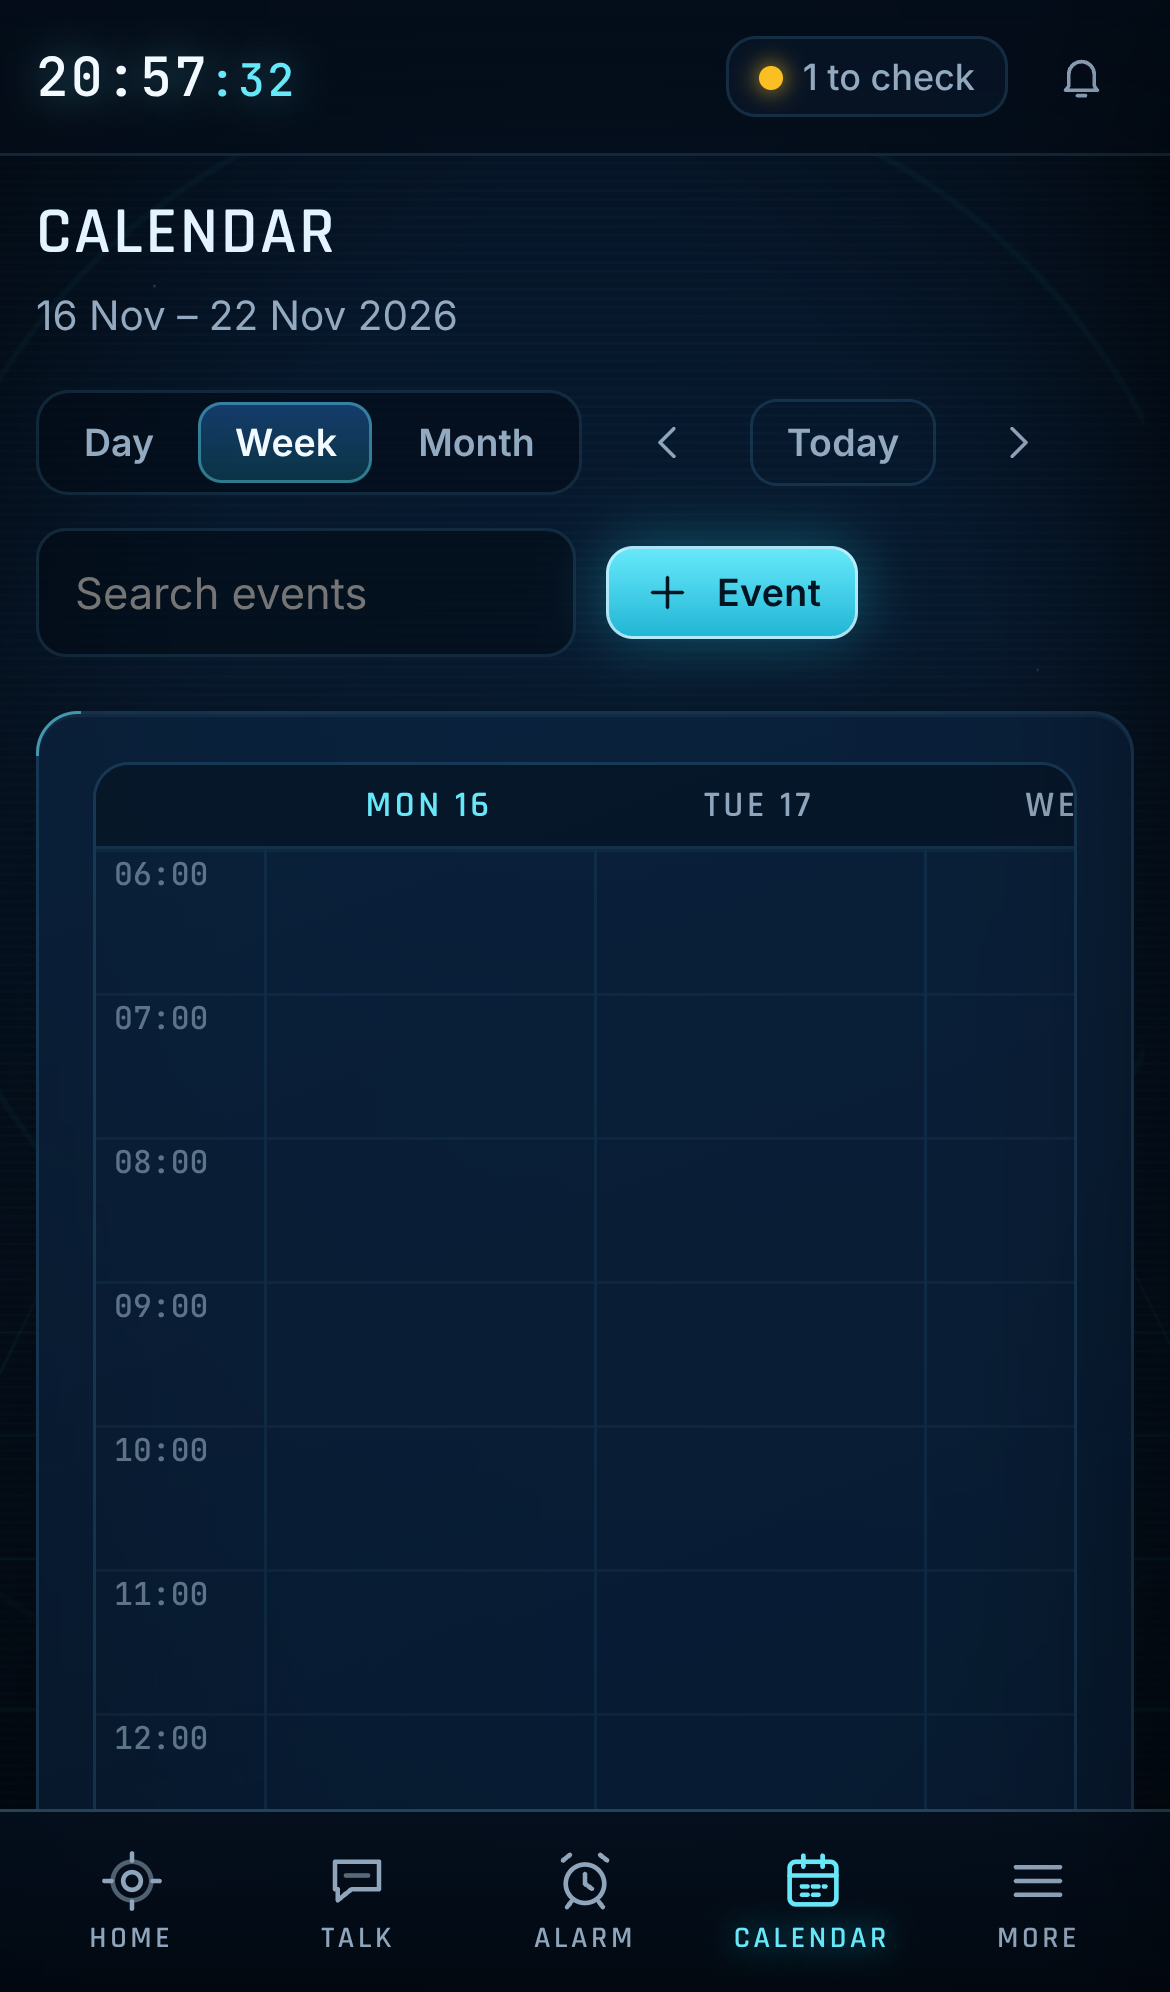 20:57:32
1 to check
CALENDAR
16 Nov – 22 Nov 2026
Day Week Month Today
Search events
Event
MON 16 TUE 17 WE
06:00
07:00
08:00
09:00
10:00
11:00
12:00
HOME TALK ALARM CALENDAR MORE